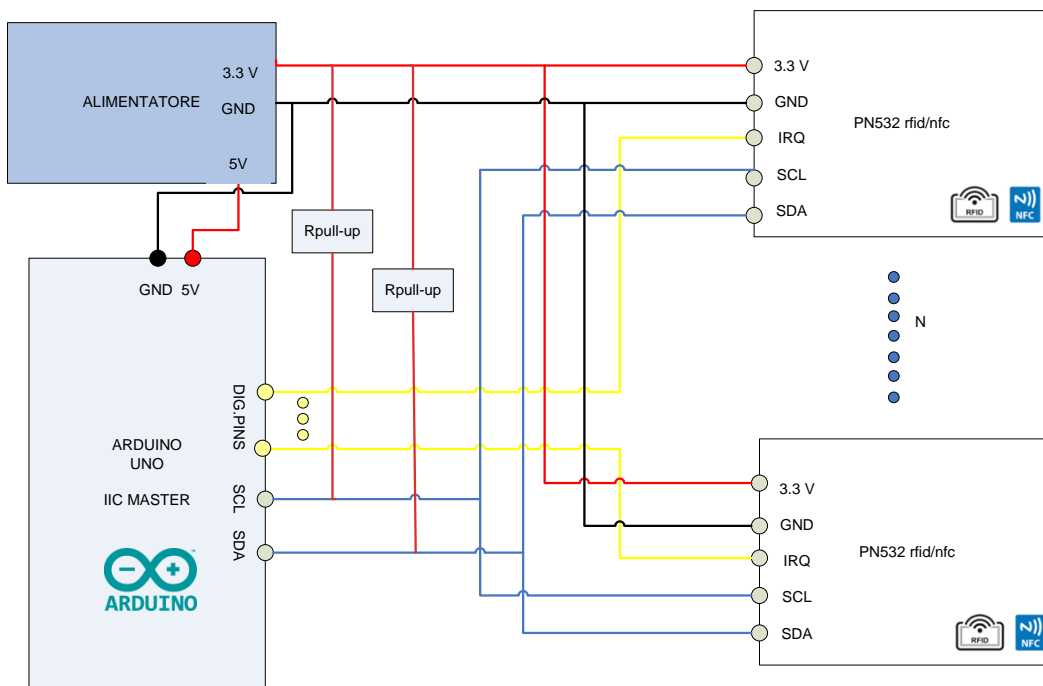 3.3 V
ALIMENTATORE
GND
5V
Rpull-up
Rpull-up
GND 5V
DIG.PINS
ARDUINO
UNO
IIC MASTER
SCL
SDA
ARDUINO
3.3 V
GND
PN532 rfid/nfc
IRQ
SCL
SDA
RFID
NFC
N
3.3 V
GND
PN532 rfid/nfc
IRQ
SCL
SDA
RFID
NFC